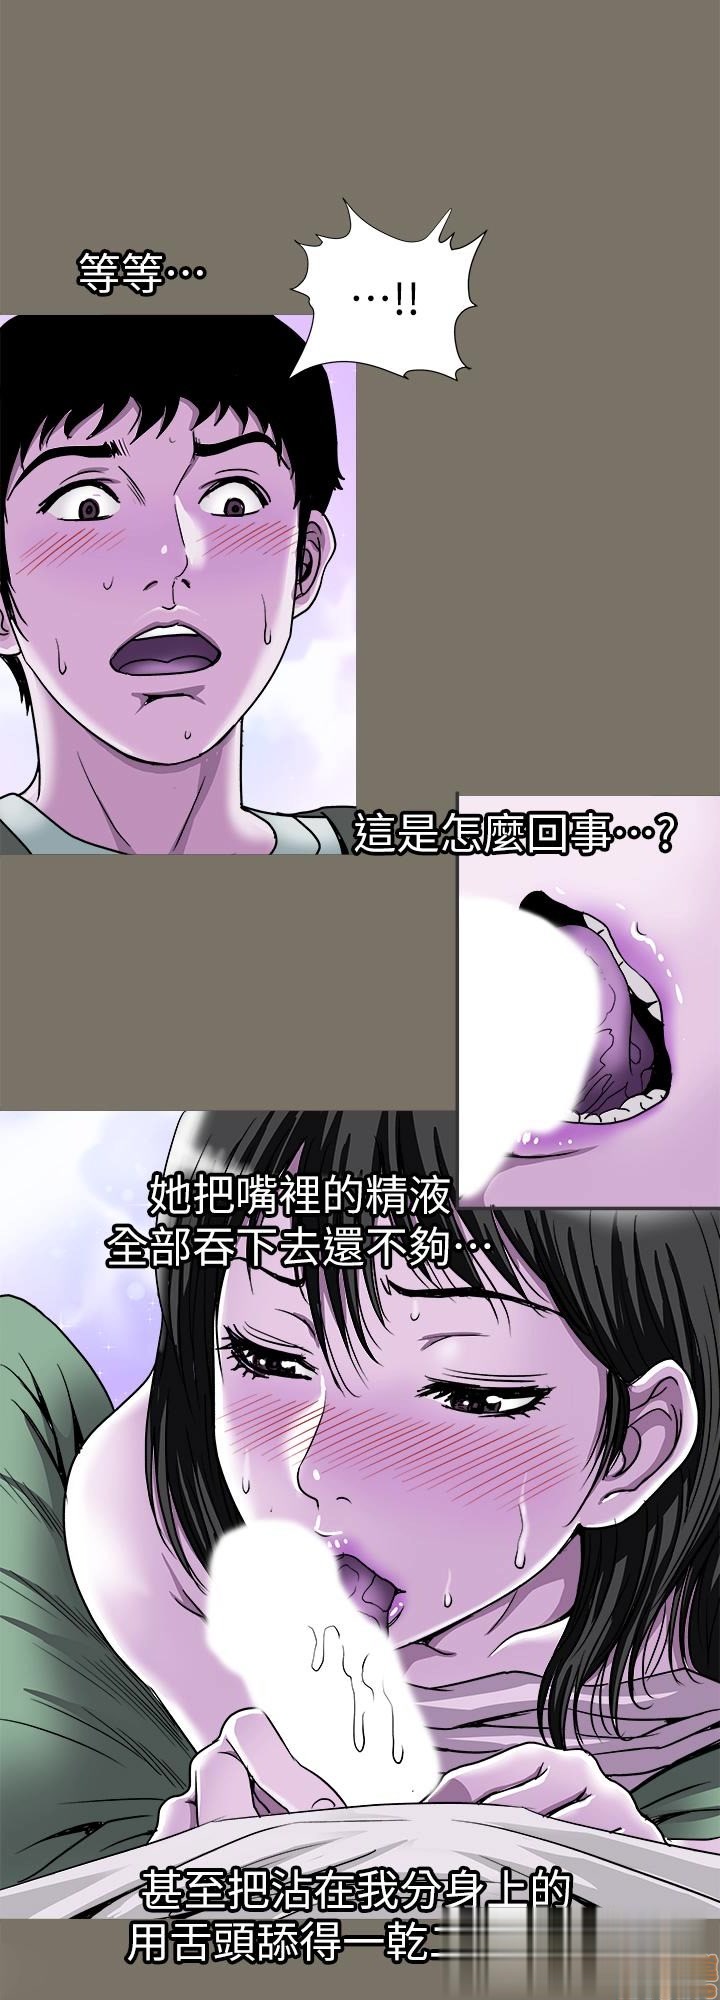 等等…
…!!
這是怎麼回事…?
她把嘴裡的精液
全部吞下去還不夠…
甚至把沾在我分身上的
用舌頭舔得一乾